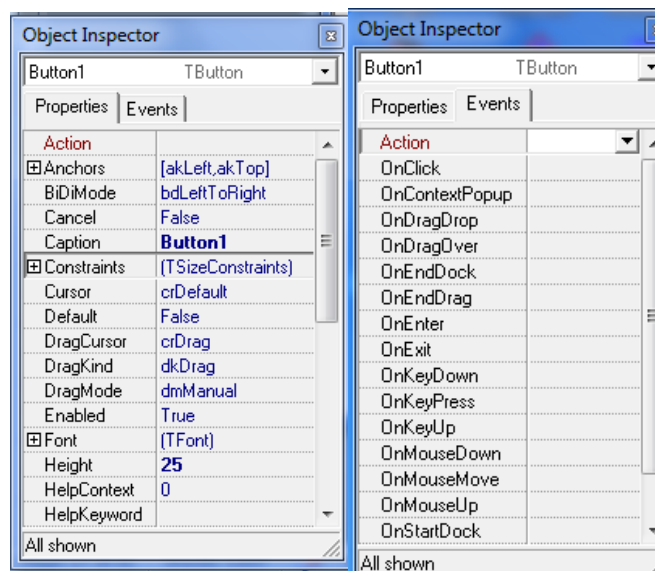 Object Inspector
Button1 TButton
Properties Events
Action
Anchors [akLeft,akTop]
BiDiMode bdLeftToRight
Cancel False
Caption Button1
Constraints (TSizeConstraints)
Cursor crDefault
Default False
DragCursor crDrag
DragKind dkDrag
DragMode dmManual
Enabled True
Font (TFont)
Height 25
HelpContext 0
HelpKeyword
All shown
Object Inspector
Button1 TButton
Properties Events
Action
OnClick
OnContextPopup
OnDragDrop
OnDragOver
OnEndDock
OnEndDrag
OnEnter
OnExit
OnKeyDown
OnKeyPress
OnKeyUp
OnMouseDown
OnMouseMove
OnMouseUp
OnStartDock
All shown